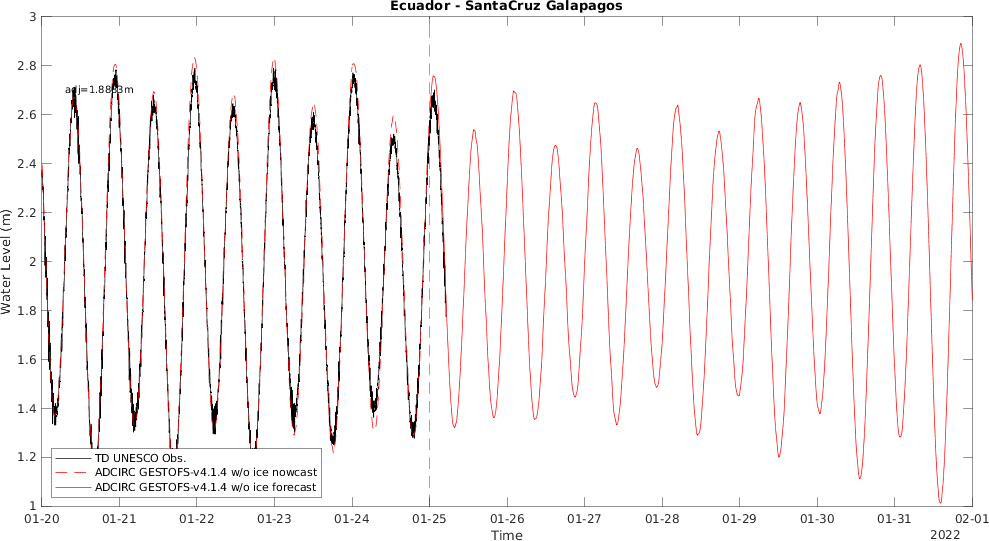 Ecuador - SantaCruz Galapagos
3
2.8
2.6
2.4
2.2
2
1.8
1.6
1.4
1.2
1
Water Level (m)
adj=1.8883m
TD UNESCO Obs.
ADCIRC GESTOFS-v4.1.4 w/o ice nowcast
ADCIRC GESTOFS-v4.1.4 w/o ice forecast
01-20 01-21 01-22 01-23 01-24 01-25 01-26 01-27 01-28 01-29 01-30 01-31 02-01
Time
2022